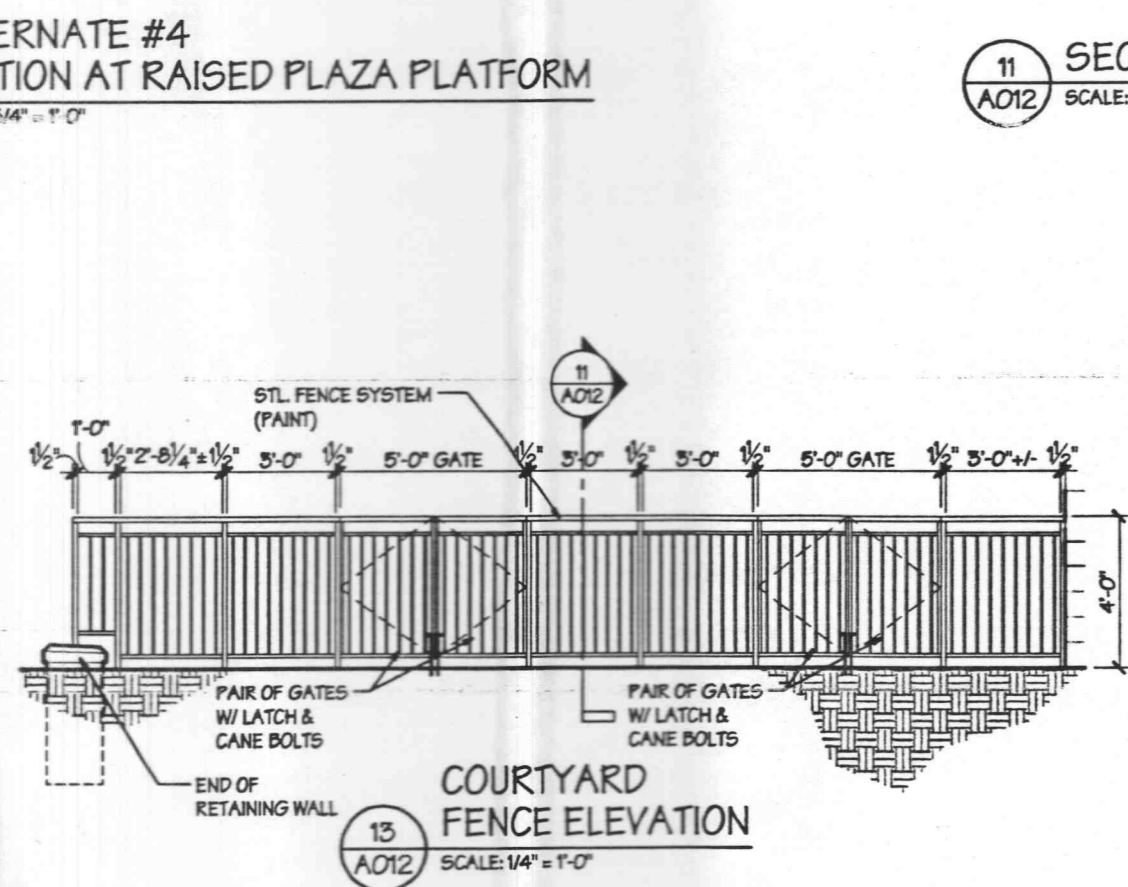 ERNATE #4
TION AT RAISED PLAZA PLATFORM
/4" = 1'-0"
11
A012
SEC
SCALE:
11
A012
STL. FENCE SYSTEM
(PAINT)
1'-0"
1½" 1½" 2'-8¼"± 1½" 3'-0" 1½" 5'-0" GATE 1½" 3'-0" 1½" 3'-0" 1½" 5'-0" GATE 1½" 3'-0"+/- 1½"
4'-0"
PAIR OF GATES
W/ LATCH &
CANE BOLTS
PAIR OF GATES
W/ LATCH &
CANE BOLTS
END OF
RETAINING WALL
13
A012
COURTYARD
FENCE ELEVATION
SCALE: 1/4" = 1'-0"